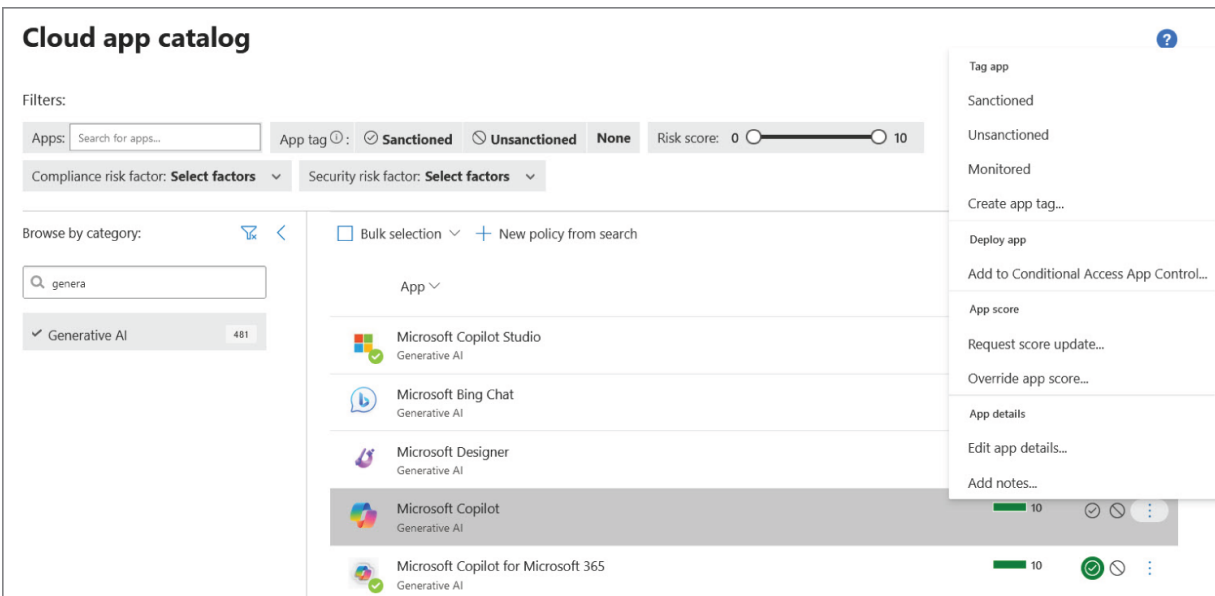 Cloud app catalog
?
Filters:
Apps: Search for apps...
App tag ⓘ: Sanctioned Unsanctioned None
Risk score: 0 10
Compliance risk factor: Select factors
Security risk factor: Select factors
Browse by category:
genera
Generative AI 481
Bulk selection + New policy from search
App
Microsoft Copilot Studio
Generative AI
Microsoft Bing Chat
Generative AI
Microsoft Designer
Generative AI
Microsoft Copilot 10
Generative AI
Microsoft Copilot for Microsoft 365 10
Generative AI
Tag app
Sanctioned
Unsanctioned
Monitored
Create app tag...
Deploy app
Add to Conditional Access App Control...
App score
Request score update...
Override app score...
App details
Edit app details...
Add notes...